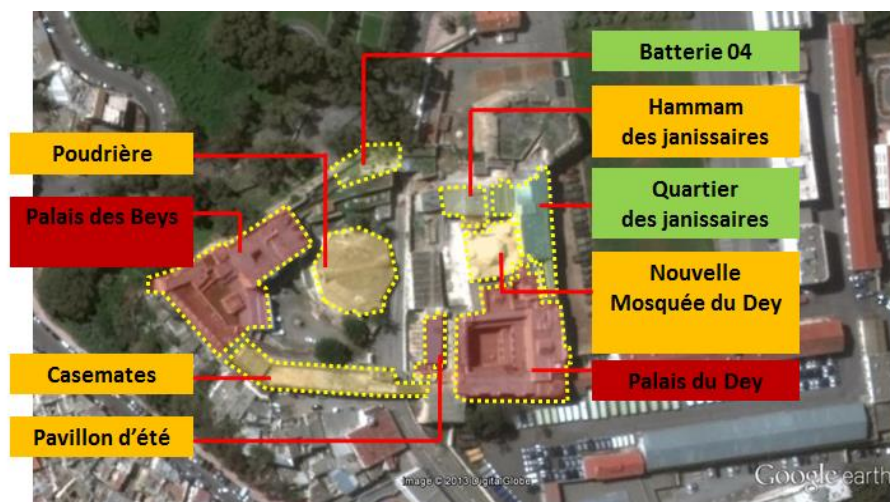 Batterie 04
Hammam
des janissaires
Poudrière
Quartier
des janissaires
Palais des Beys
Nouvelle
Mosquée du Dey
Casemates
Palais du Dey
Pavillon d'été
Image © 2013 DigitalGlobe
Google earth